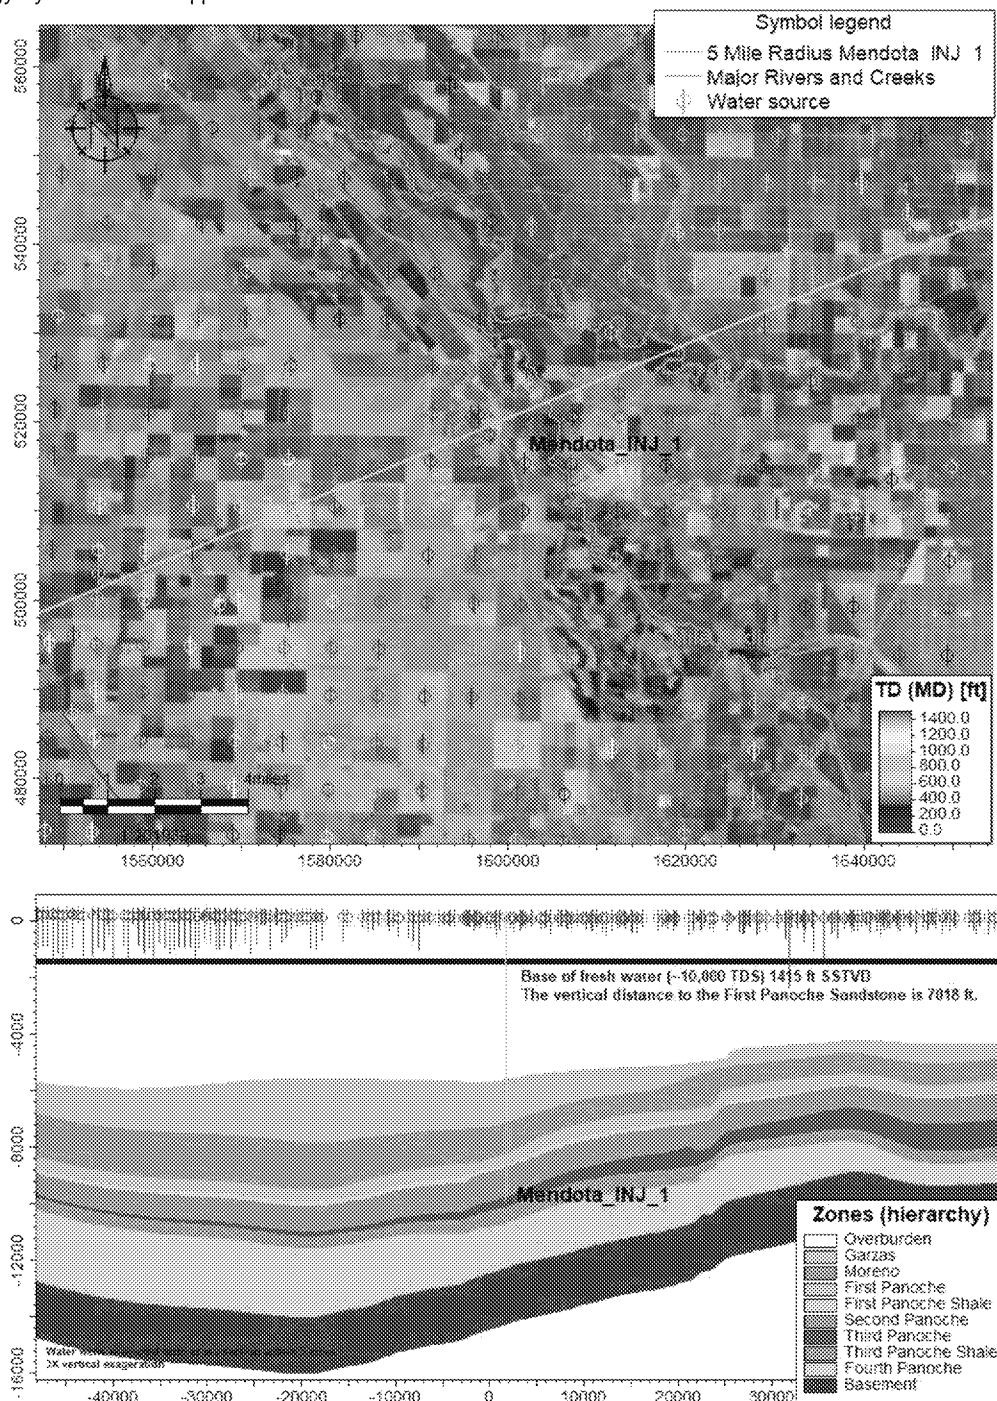 Symbol legend
5 Mile Radius Mendota INJ 1
Major Rivers and Creeks
Water source
560000
540000
520000
500000
480000
Mendota_INJ_1
TD (MD) [ft]
1400.0
1200.0
1000.0
800.0
600.0
400.0
200.0
0.0
0 1 2 3 4miles
1560000 1580000 1600000 1620000 1640000
0
-4000
-8000
-12000
-16000
Base of fresh water (~10,000 TDS) 1415 ft SSTVD
The vertical distance to the First Panoche Sandstone is 7018 ft.
Mendota_INJ_1
Zones (hierarchy)
Overburden
Garzas
Moreno
First Panoche
First Panoche Shale
Second Panoche
Third Panoche
Third Panoche Shale
Fourth Panoche
Basement
Water
3X vertical exageration
-40000 -30000 -20000 -10000 0 10000 20000 30000